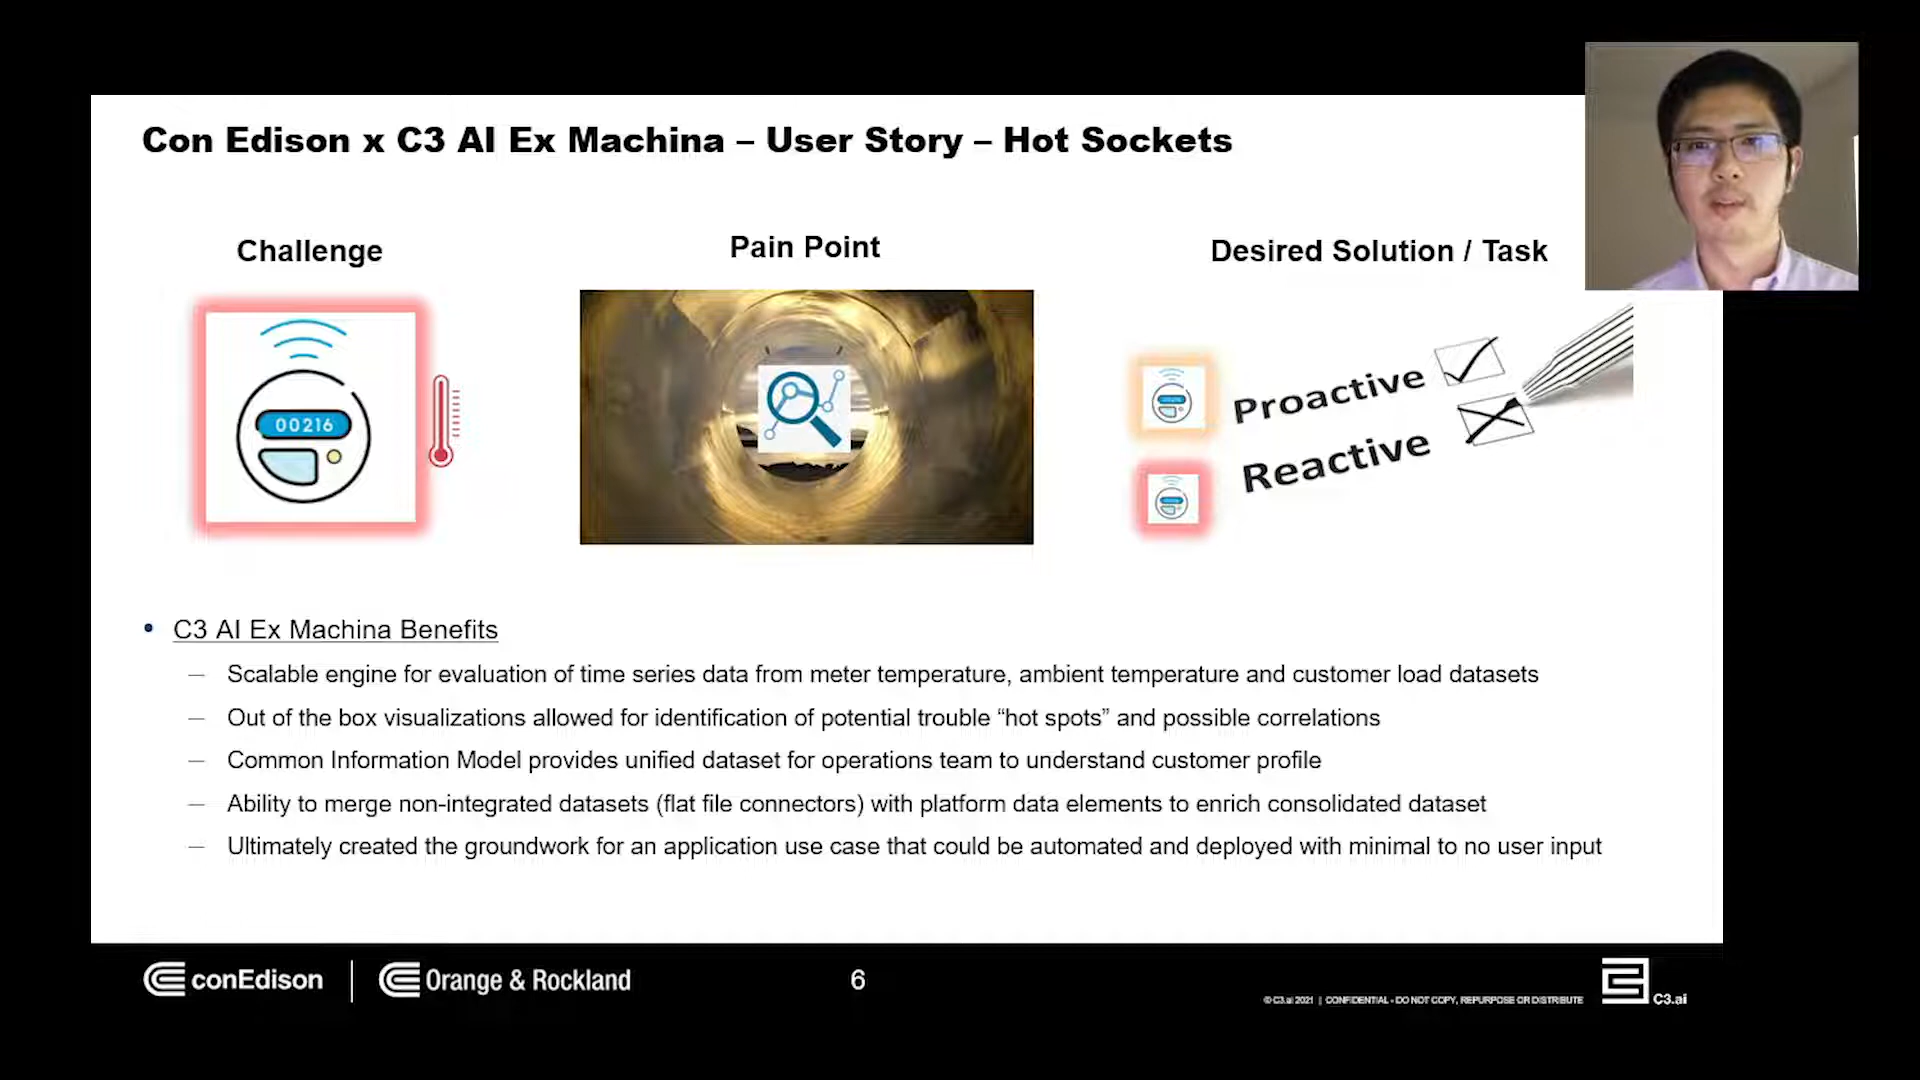 Con Edison x C3 AI Ex Machina – User Story – Hot Sockets
Challenge
Pain Point
Desired Solution / Task
00216
Proactive
Reactive
• C3 AI Ex Machina Benefits
— Scalable engine for evaluation of time series data from meter temperature, ambient temperature and customer load datasets
— Out of the box visualizations allowed for identification of potential trouble “hot spots” and possible correlations
— Common Information Model provides unified dataset for operations team to understand customer profile
— Ability to merge non-integrated datasets (flat file connectors) with platform data elements to enrich consolidated dataset
— Ultimately created the groundwork for an application use case that could be automated and deployed with minimal to no user input
conEdison | Orange & Rockland
6
© C3.ai 2021 | CONFIDENTIAL - DO NOT COPY, REPURPOSE OR DISTRIBUTE
C3.ai